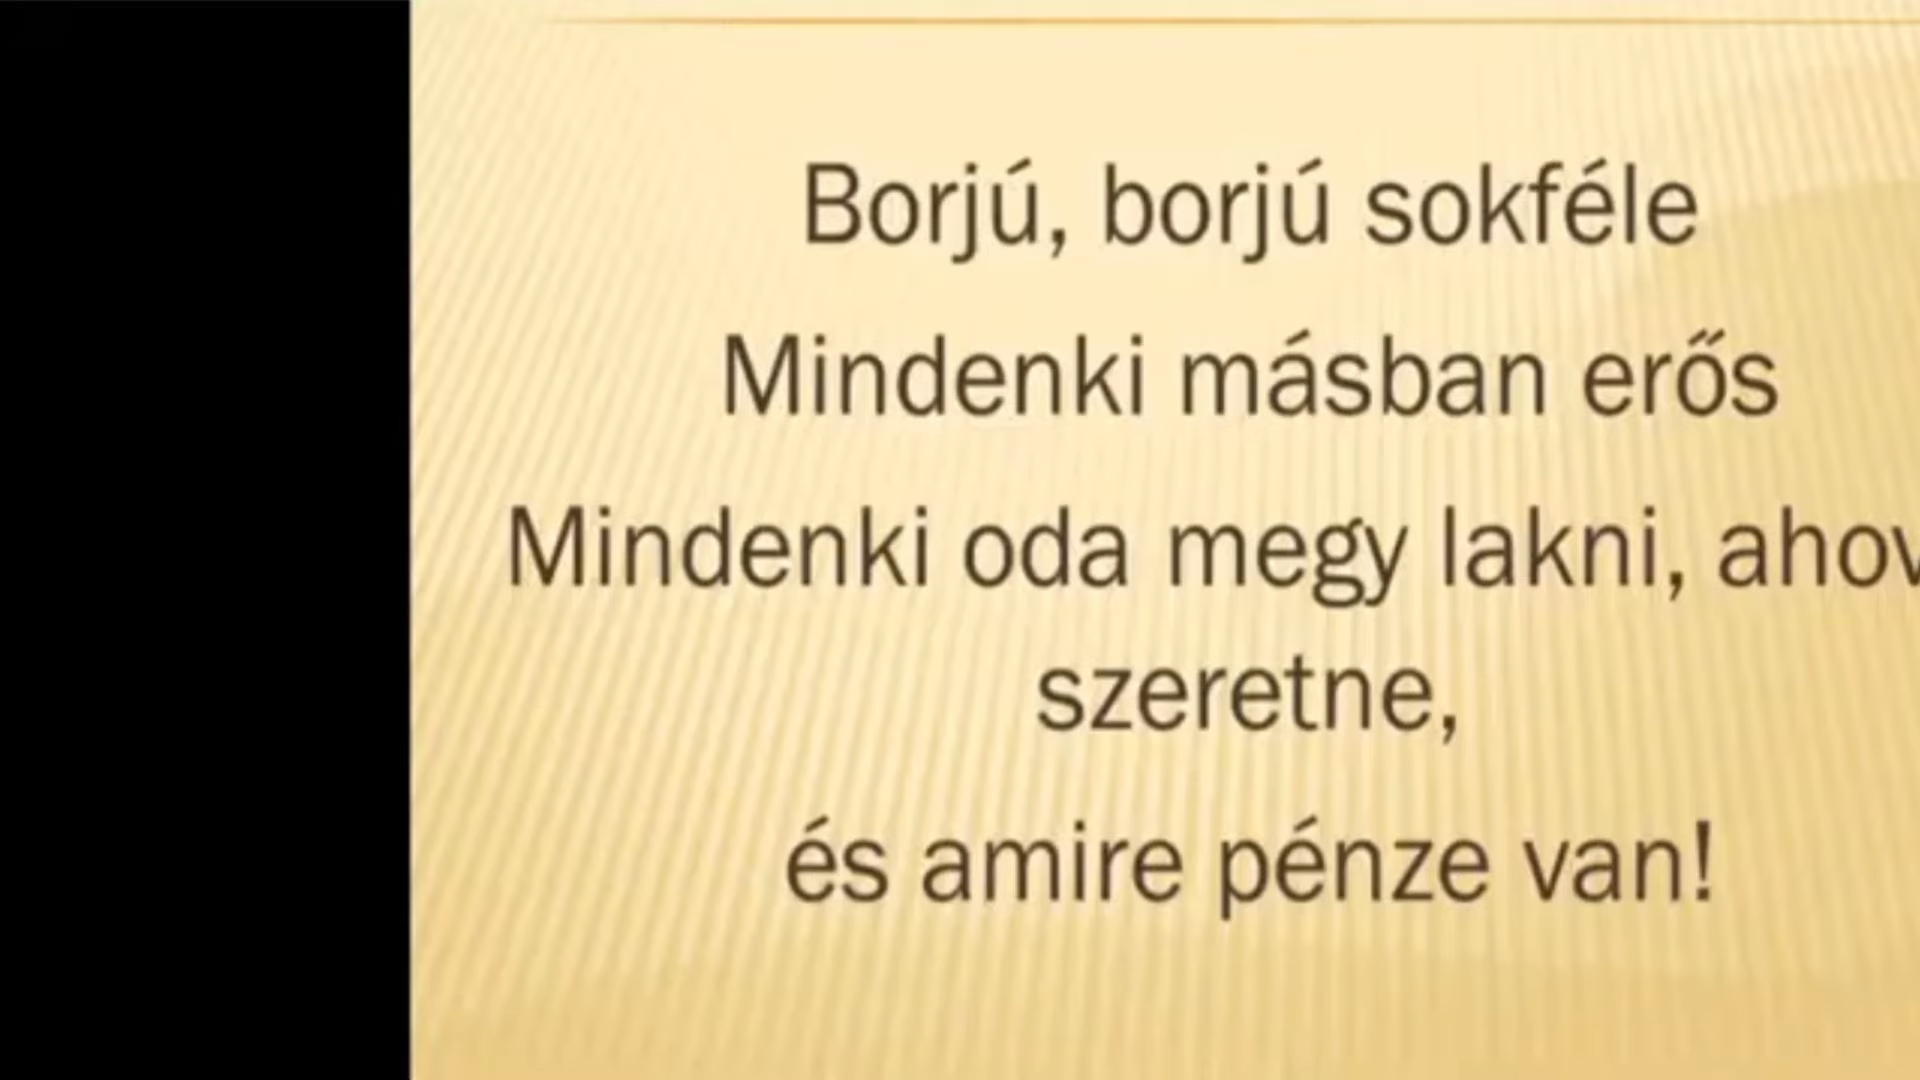 Borjú, borjú sokféle
Mindenki másban erős
Mindenki oda megy lakni, ahov
szeretne,
és amire pénze van!